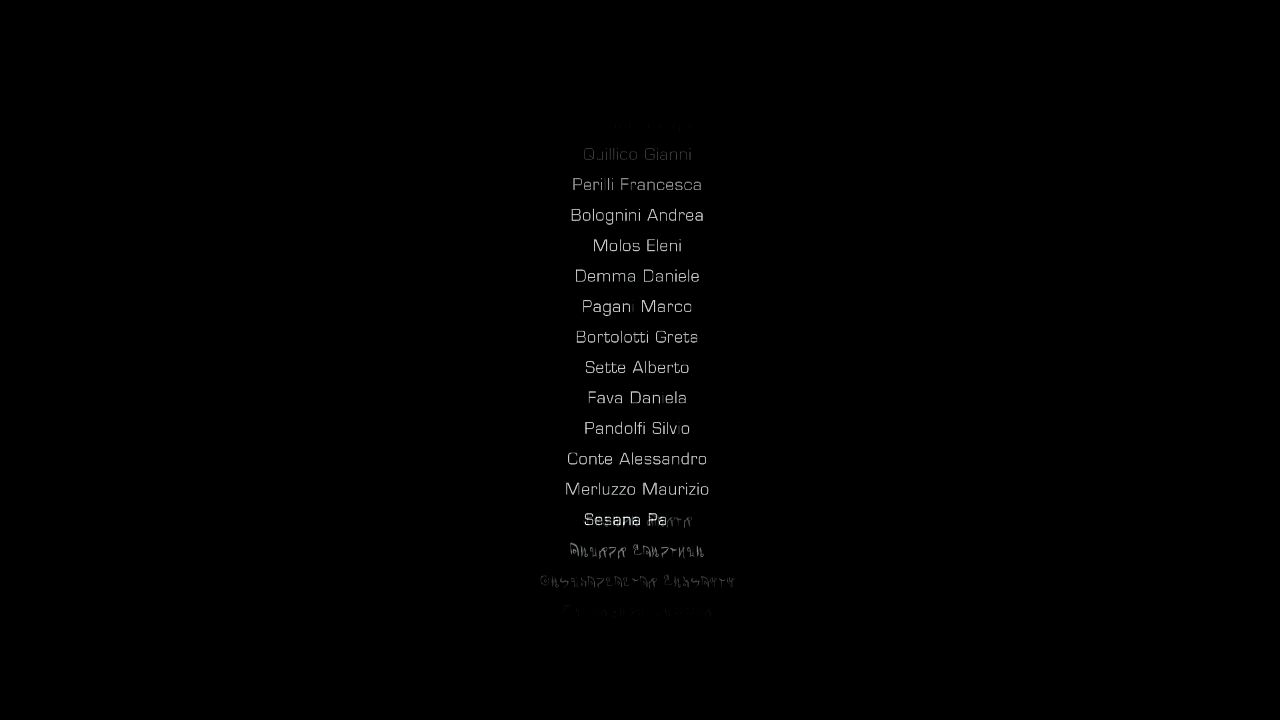 Quillico Gianni
Perilli Francesca
Bolognini Andrea
Molos Eleni
Demma Daniele
Pagani Marco
Bortolotti Greta
Sette Alberto
Fava Daniela
Pandolfi Silvio
Conte Alessandro
Merluzzo Maurizio
Sesana